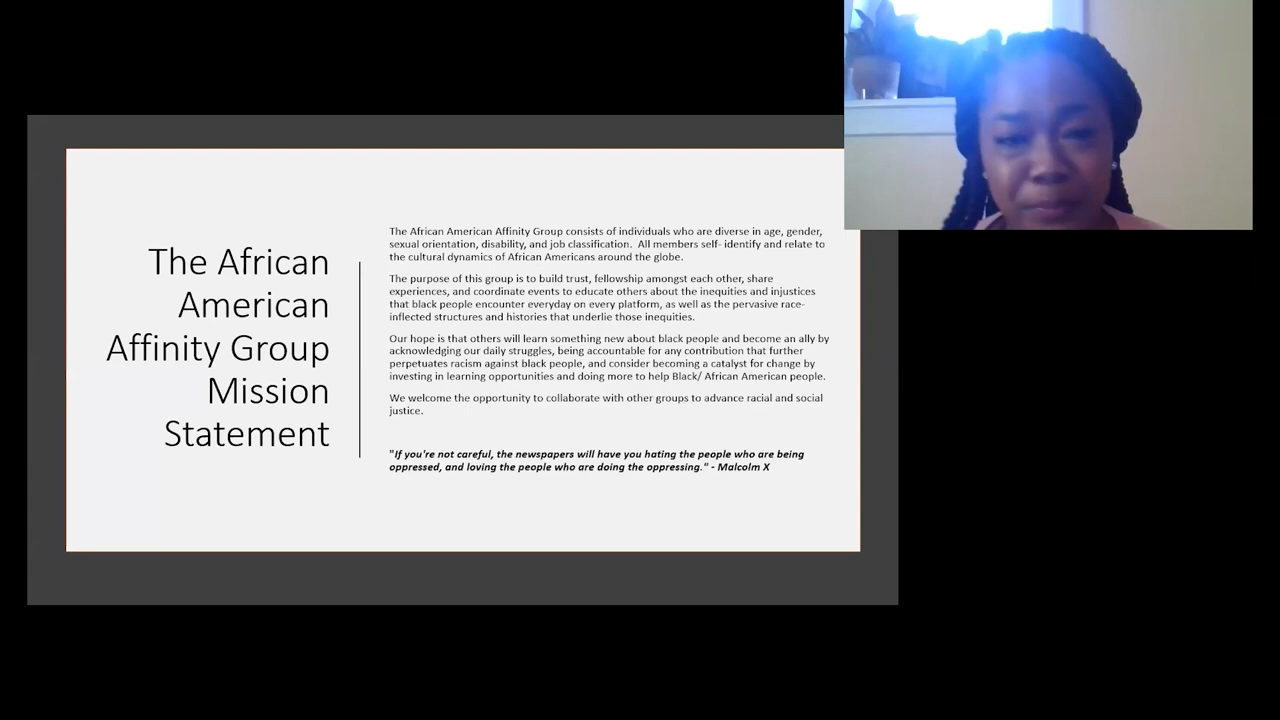 The African
American
Affinity Group
Mission
Statement
The African American Affinity Group consists of individuals who are diverse in age, gender,
sexual orientation, disability, and job classification.  All members self- identify and relate to
the cultural dynamics of African Americans around the globe.
The purpose of this group is to build trust, fellowship amongst each other, share
experiences, and coordinate events to educate others about the inequities and injustices
that black people encounter everyday on every platform, as well as the pervasive race-
inflected structures and histories that underlie those inequities.
Our hope is that others will learn something new about black people and become an ally by
acknowledging our daily struggles, being accountable for any contribution that further
perpetuates racism against black people, and consider becoming a catalyst for change by
investing in learning opportunities and doing more to help Black/ African American people.
We welcome the opportunity to collaborate with other groups to advance racial and social
justice.
"If you're not careful, the newspapers will have you hating the people who are being
oppressed, and loving the people who are doing the oppressing." - Malcolm X